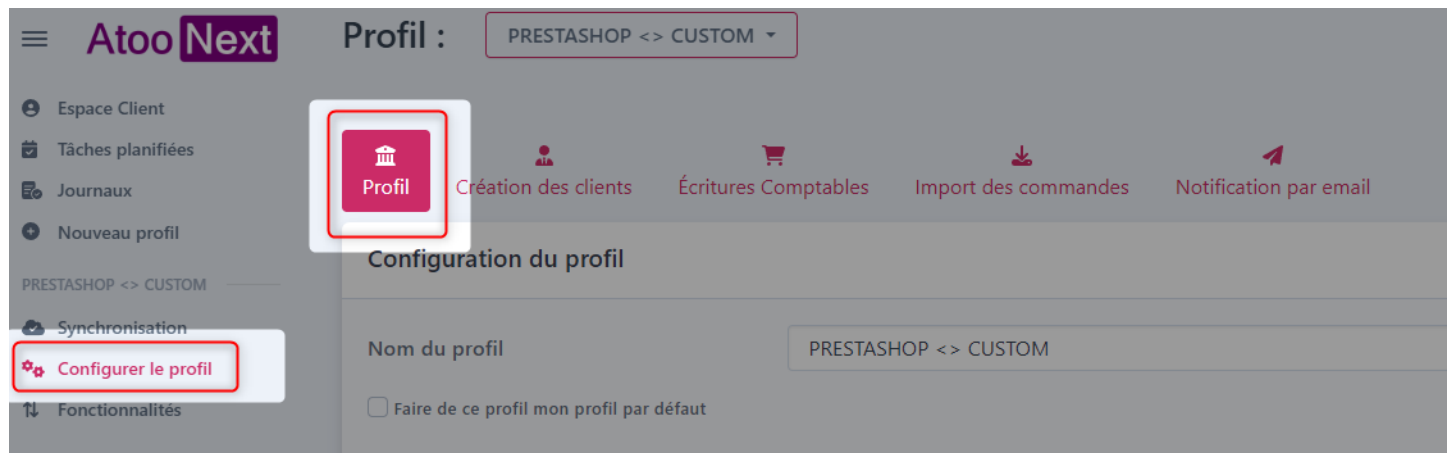 Atoo Next
Profil :
PRESTASHOP <> CUSTOM
Espace Client
Tâches planifiées
Journaux
Nouveau profil
PRESTASHOP <> CUSTOM
Synchronisation
Configurer le profil
Fonctionnalités
Profil
Création des clients
Écritures Comptables
Import des commandes
Notification par email
Configuration du profil
Nom du profil
PRESTASHOP <> CUSTOM
Faire de ce profil mon profil par défaut